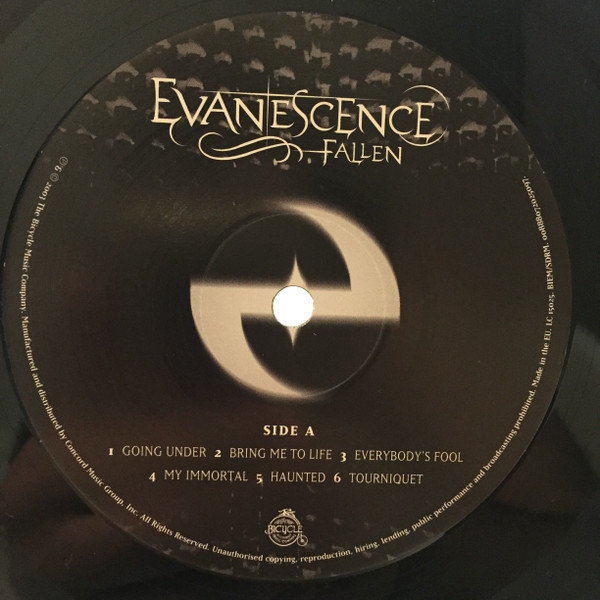 EVANESCENCE
FALLEN
SIDE A
1 GOING UNDER 2 BRING ME TO LIFE 3 EVERYBODY'S FOOL
4 MY IMMORTAL 5 HAUNTED 6 TOURNIQUET
BICYCLE
℗ © 2003 The Bicycle Music Company. Manufactured and distributed by Concord Music Group, Inc. All Rights Reserved. Unauthorised copying, reproduction, hiring, lending, public performance and broadcasting prohibited. Made in the EU. LC 15025. BIEM/SDRM.